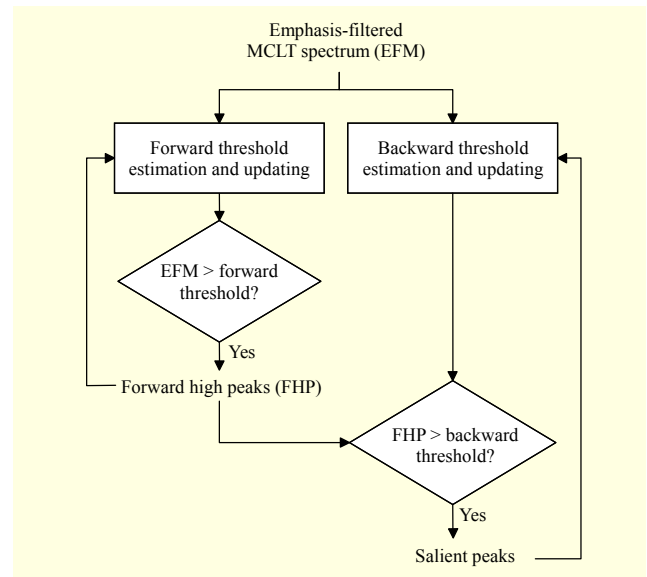 Emphasis-filtered
MCLT spectrum (EFM)
Forward threshold
estimation and updating
Backward threshold
estimation and updating
EFM > forward
threshold?
Yes
Forward high peaks (FHP)
FHP > backward
threshold?
Yes
Salient peaks